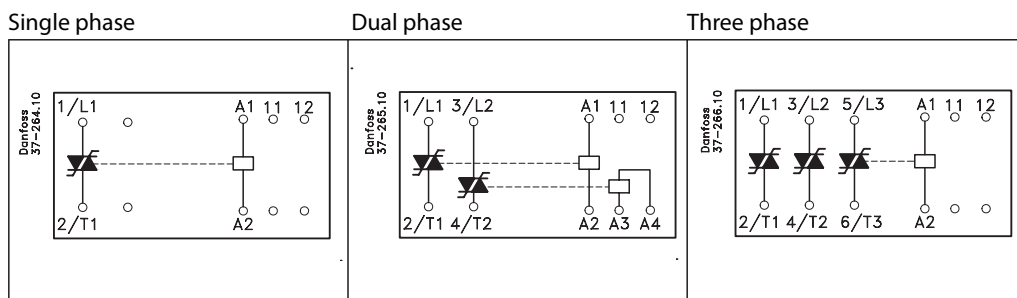 Single phase
Dual phase
Three phase
Danfoss
37-264.10
1/L1
A1 11 12
2/T1
A2
Danfoss
37-265.10
1/L1 3/L2
A1 11 12
2/T1 4/T2
A2 A3 A4
Danfoss
37-266.10
1/L1 3/L2 5/L3
A1 11 12
2/T1 4/T2 6/T3
A2